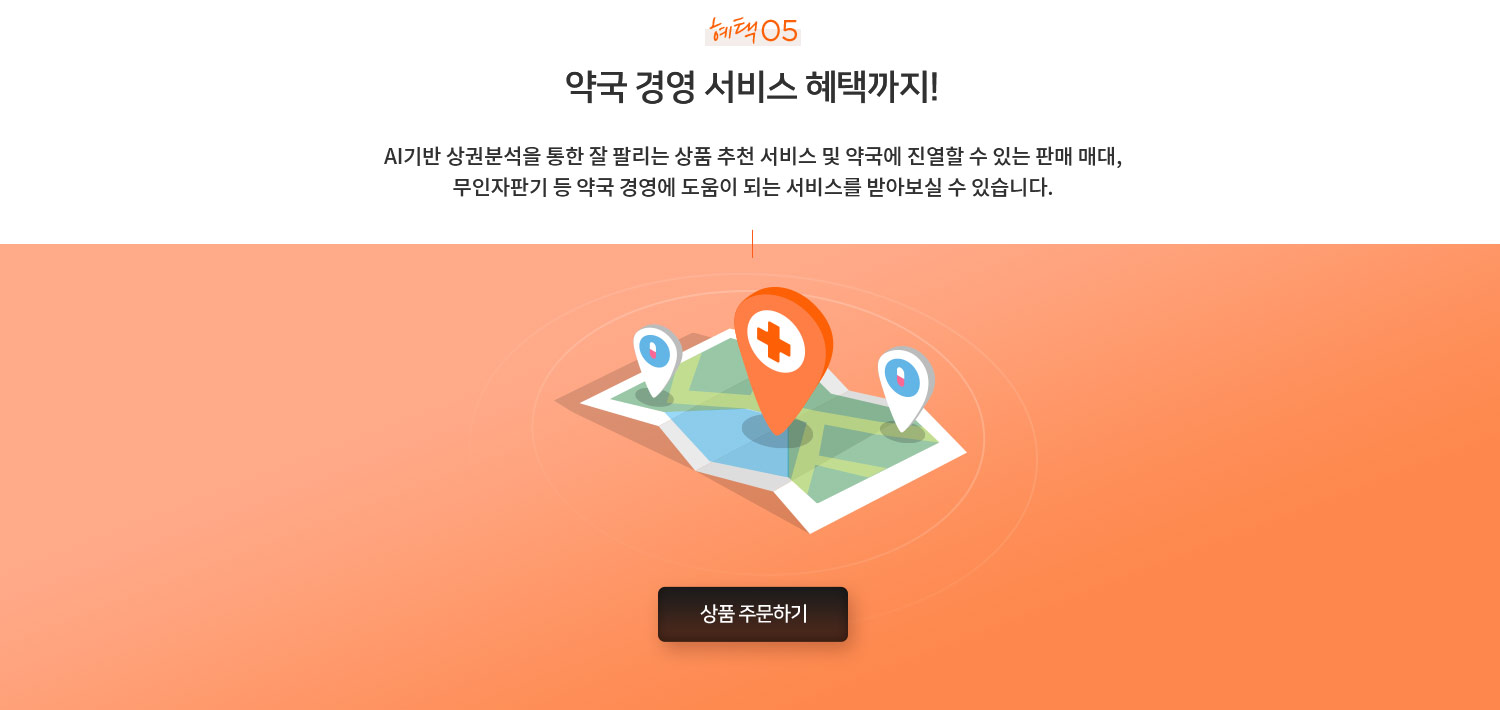 혜택 05
약국 경영 서비스 혜택까지!
AI기반 상권분석을 통한 잘 팔리는 상품 추천 서비스 및 약국에 진열할 수 있는 판매 매대,
무인자판기 등 약국 경영에 도움이 되는 서비스를 받아보실 수 있습니다.
상품 주문하기